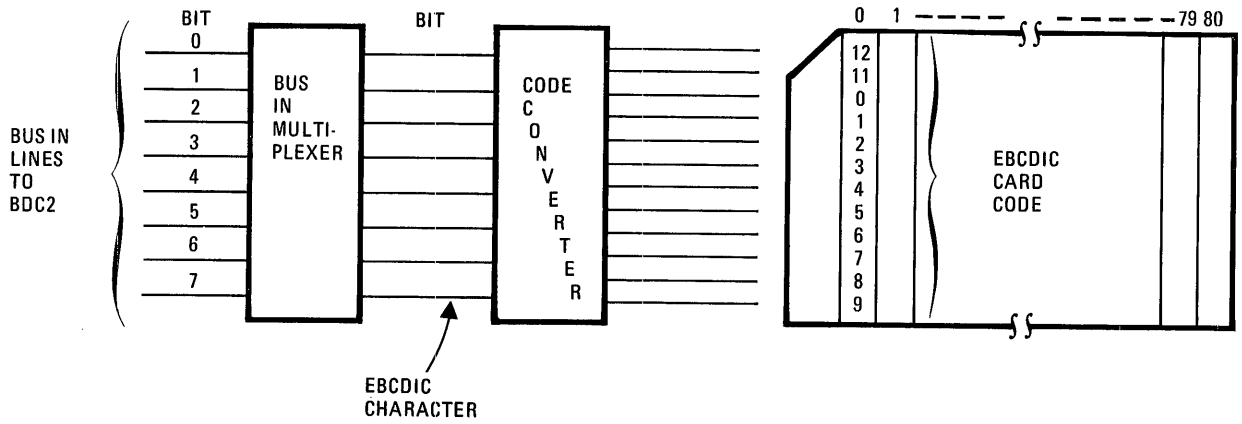 BIT
0
1
2
3
4
5
6
7
BUS IN
LINES
TO
BDC2
BUS
IN
MULTI-
PLEXER
BIT
EBCDIC
CHARACTER
CODE
CONVERTER
0 1 79 80
12
11
0
1
2
3
4
5
6
7
8
9
EBCDIC
CARD
CODE